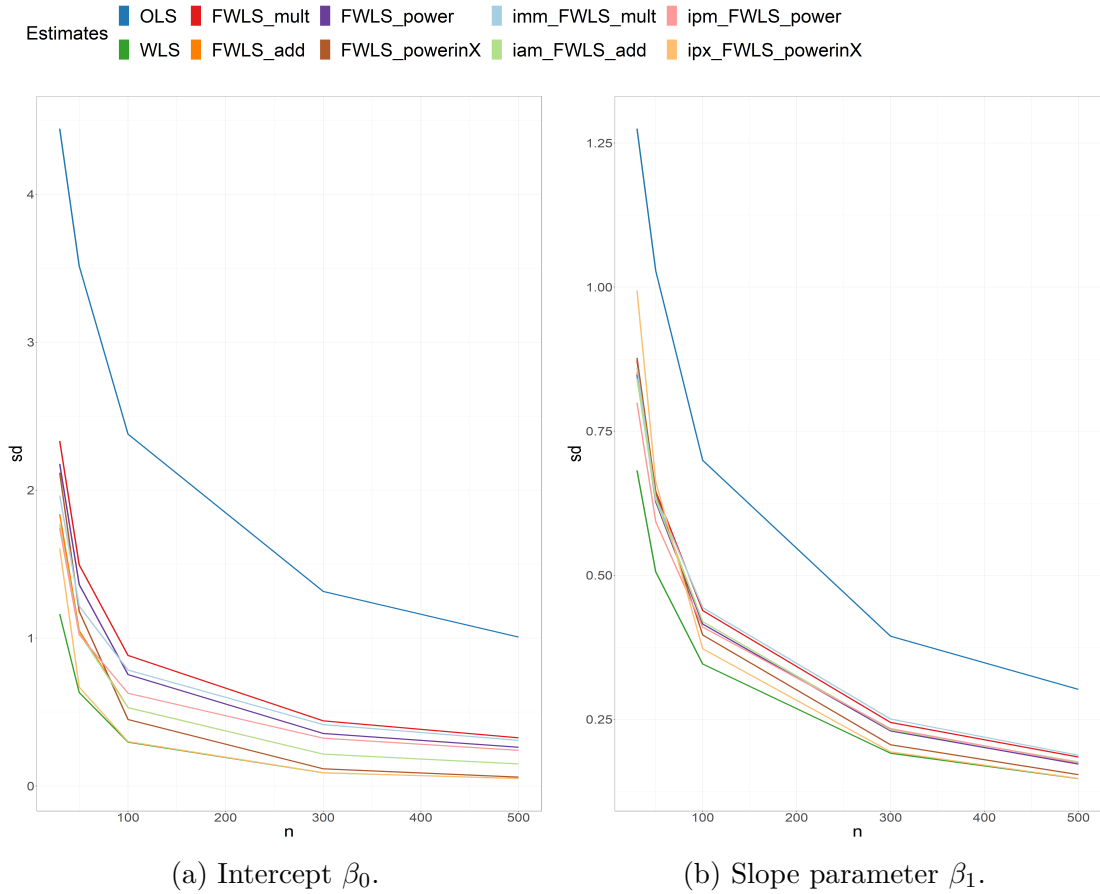 OLS FWLS_mult FWLS_power imm_FWLS_mult ipm_FWLS_power
Estimates
WLS FWLS_add FWLS_powerinX iam_FWLS_add ipx_FWLS_powerinX
4
3
2
1
0
sd
100 200 300 400 500
n
(a) Intercept β₀.
1.25
1.00
0.75
0.50
0.25
sd
100 200 300 400 500
n
(b) Slope parameter β₁.